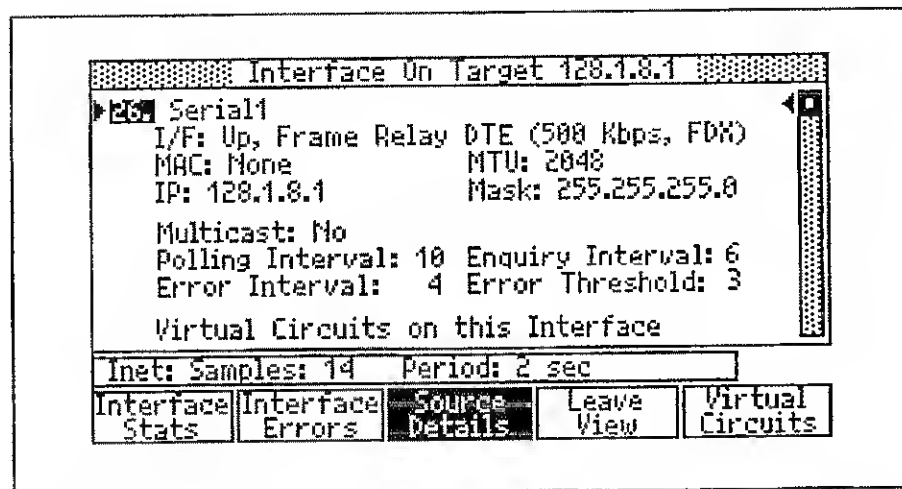 Interface On Target 128.1.8.1
26. Serial1
I/F: Up, Frame Relay DTE (500 Kbps, FDX)
MAC: None MTU: 2048
IP: 128.1.8.1 Mask: 255.255.255.0
Multicast: No
Polling Interval: 10 Enquiry Interval: 6
Error Interval: 4 Error Threshold: 3
Virtual Circuits on this Interface
Inet: Samples: 14 Period: 2 sec
Interface Stats
Interface Errors
Source Details
Leave View
Virtual Circuits